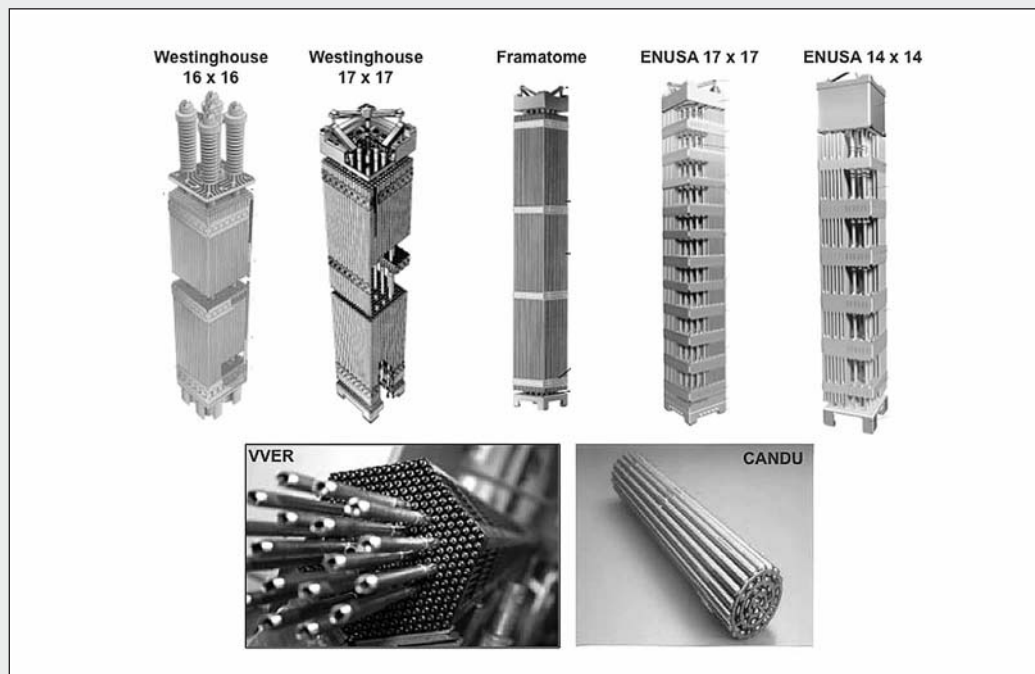 Westinghouse
16 x 16
Westinghouse
17 x 17
Framatome
ENUSA 17 x 17
ENUSA 14 x 14
VVER
CANDU